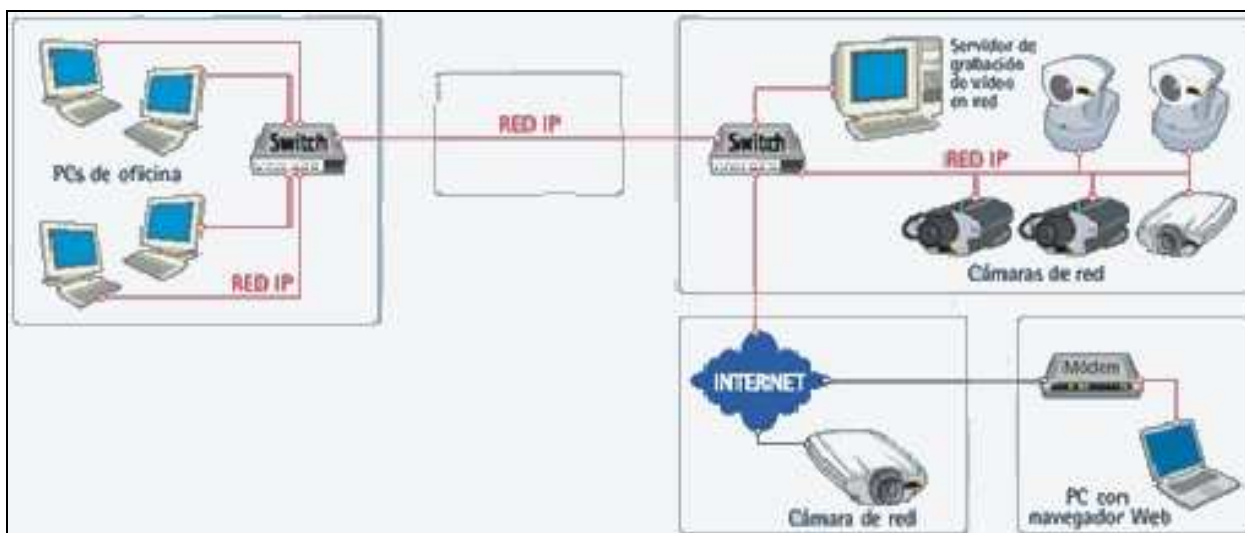 Switch
PCs de oficina
RED IP
RED IP
Switch
Servidor de
grabación
de vídeo
en red
RED IP
Cámaras de red
INTERNET
Cámara de red
Módem
PC con
navegador Web